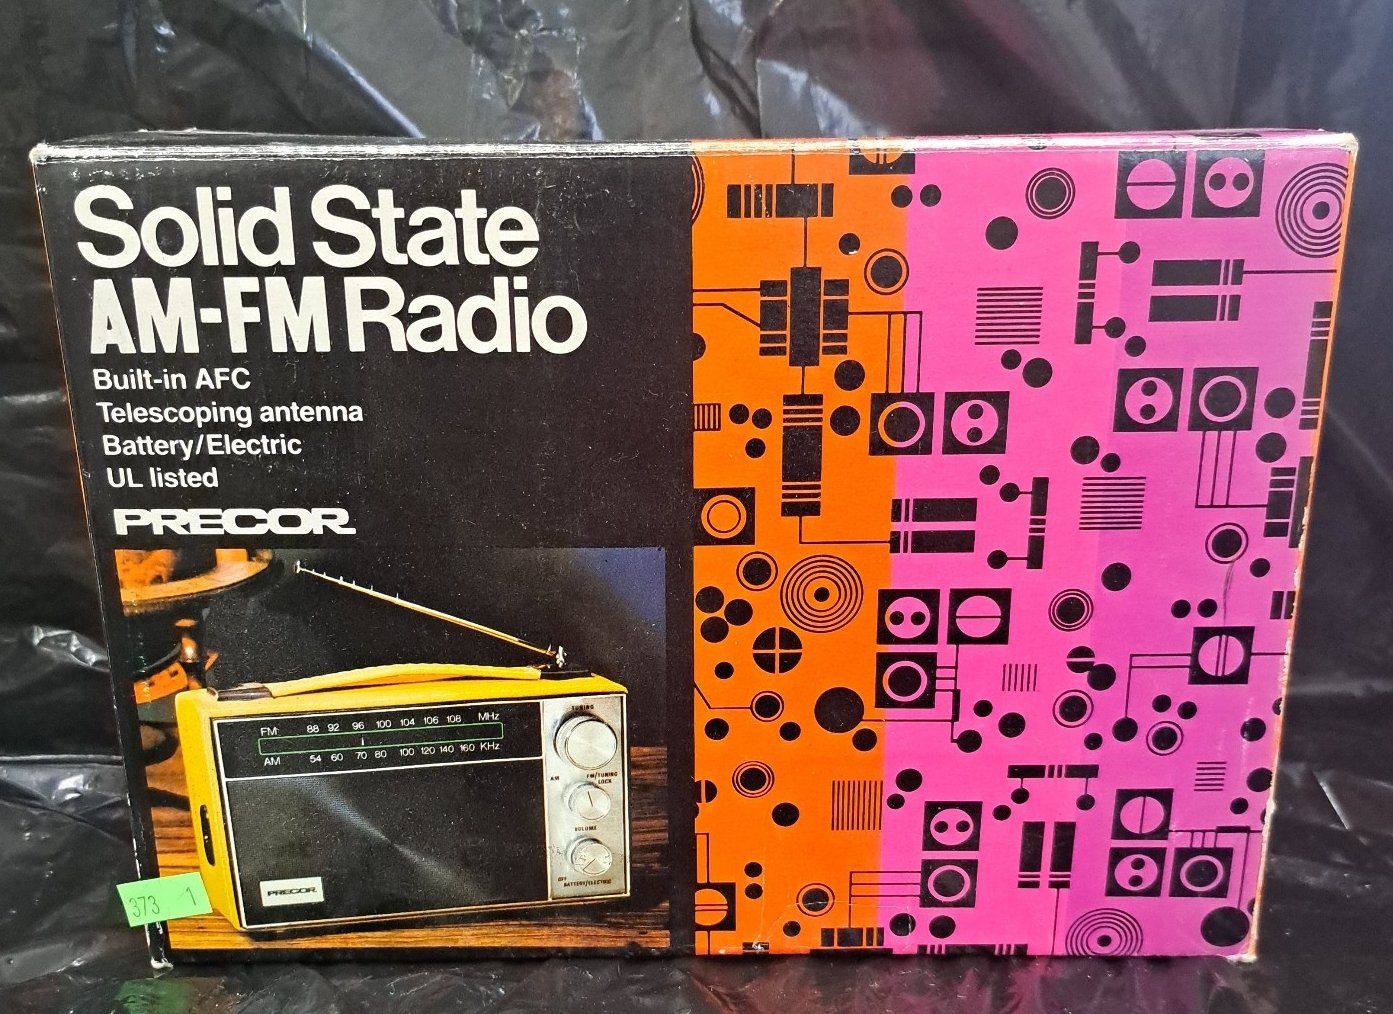 Solid State
AM-FM Radio
Built-in AFC
Telescoping antenna
Battery/Electric
UL listed
PRECOR
TUNING
FM 88 92 96 100 104 106 108 MHz
AM 54 60 70 80 100 120 140 160 KHz
AM FM/TUNING
LOCK
VOLUME
OFF
BATTERY/ELECTRIC
PRECOR
373 1